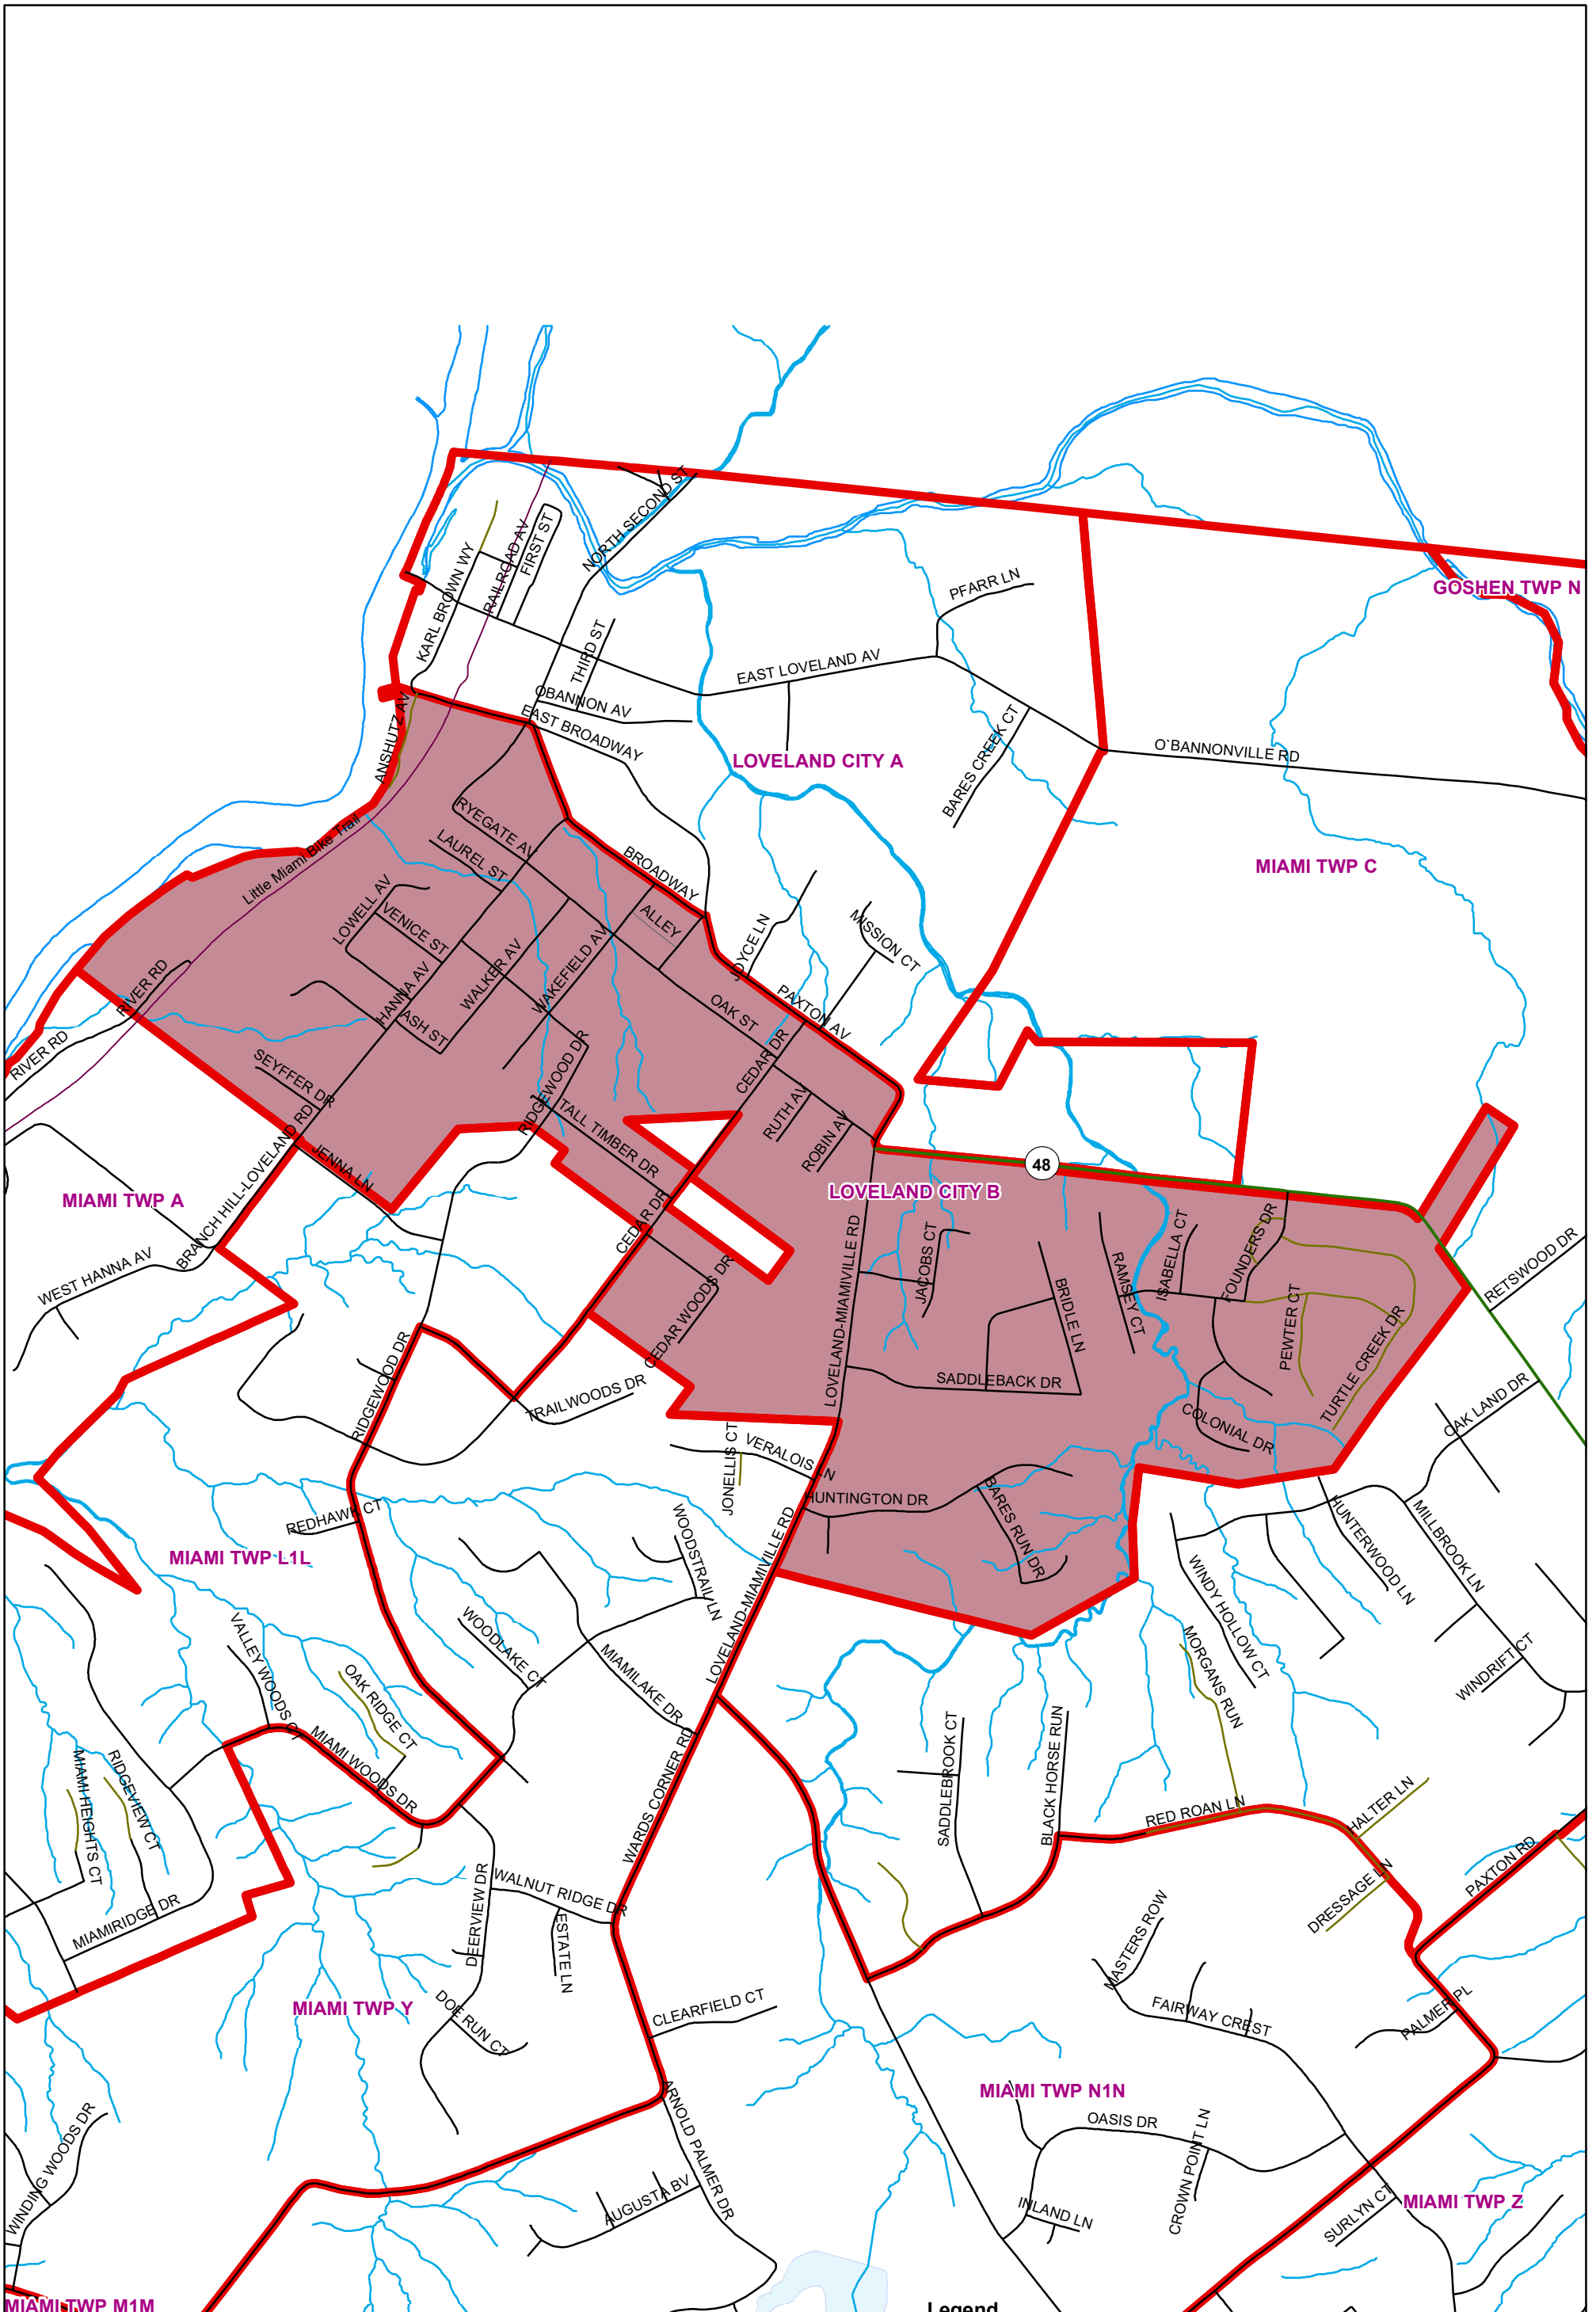 NORTH SECOND ST
KARL BROWN WY
RAILROAD AV
FIRST ST
PFARR LN
GOSHEN TWP N
THIRD ST
EAST LOVELAND AV
OBANNON AV
EAST BROADWAY
ANSHUTZ AV
LOVELAND CITY A
BARES CREEK CT
O`BANNONVILLE RD
RYEGATE AV
LAUREL ST
Little Miami Bike Trail
BROADWAY
MIAMI TWP C
LOWELL AV
VENICE ST
ALLEY
JOYCE LN
MISSION CT
HANNA AV
WALKER AV
WAKEFIELD AV
RIVER RD
RIVER RD
ASH ST
OAK ST
PAXTON AV
SEYFFER DR
RIDGEWOOD DR
CEDAR DR
RUTH AV
ROBIN AV
TALL TIMBER DR
JENNA LN
BRANCH HILL-LOVELAND RD
MIAMI TWP A
48
LOVELAND CITY B
CEDAR DR
WEST HANNA AV
CEDAR WOODS DR
LOVELAND-MIAMIVILLE RD
JACOBS CT
BRIDLE LN
RAMSEY CT
ISABELLA CT
FOUNDERS DR
PEWTER CT
TURTLE CREEK DR
RETSWOOD DR
RIDGEWOOD DR
TRAILWOODS DR
SADDLEBACK DR
COLONIAL DR
OAK LAND DR
JONELLIS CT
VERALOIS LN
HUNTINGTON DR
BARES RUN DR
REDHAWK CT
WOODSTRAIL LN
LOVELAND-MIAMIVILLE RD
HUNTERWOOD LN
MILLBROOK LN
WINDY HOLLOW CT
MIAMI TWP L1L
WOODLAKE CT
MIAMILAKE DR
VALLEY WOODS CT
OAK RIDGE CT
MIAMI WOODS DR
MORGANS RUN
WINDRIFT CT
MIAMI HEIGHTS CT
RIDGEVIEW CT
WARDS CORNER RD
SADDLEBROOK CT
BLACK HORSE RUN
RED ROAN LN
HALTER LN
PAXTON RD
DRESSAGE LN
MIAMIRIDGE DR
DEERVIEW DR
WALNUT RIDGE DR
ESTATE LN
MASTERS ROW
FAIRWAY CREST
PALMER PL
MIAMI TWP Y
DOE RUN CT
CLEARFIELD CT
MIAMI TWP N1N
OASIS DR
CROWN POINT LN
ARNOLD PALMER DR
AUGUSTA BV
INLAND LN
SURLYN CT
MIAMI TWP Z
WINDING WOODS DR
MIAMI TWP M1M
Legend